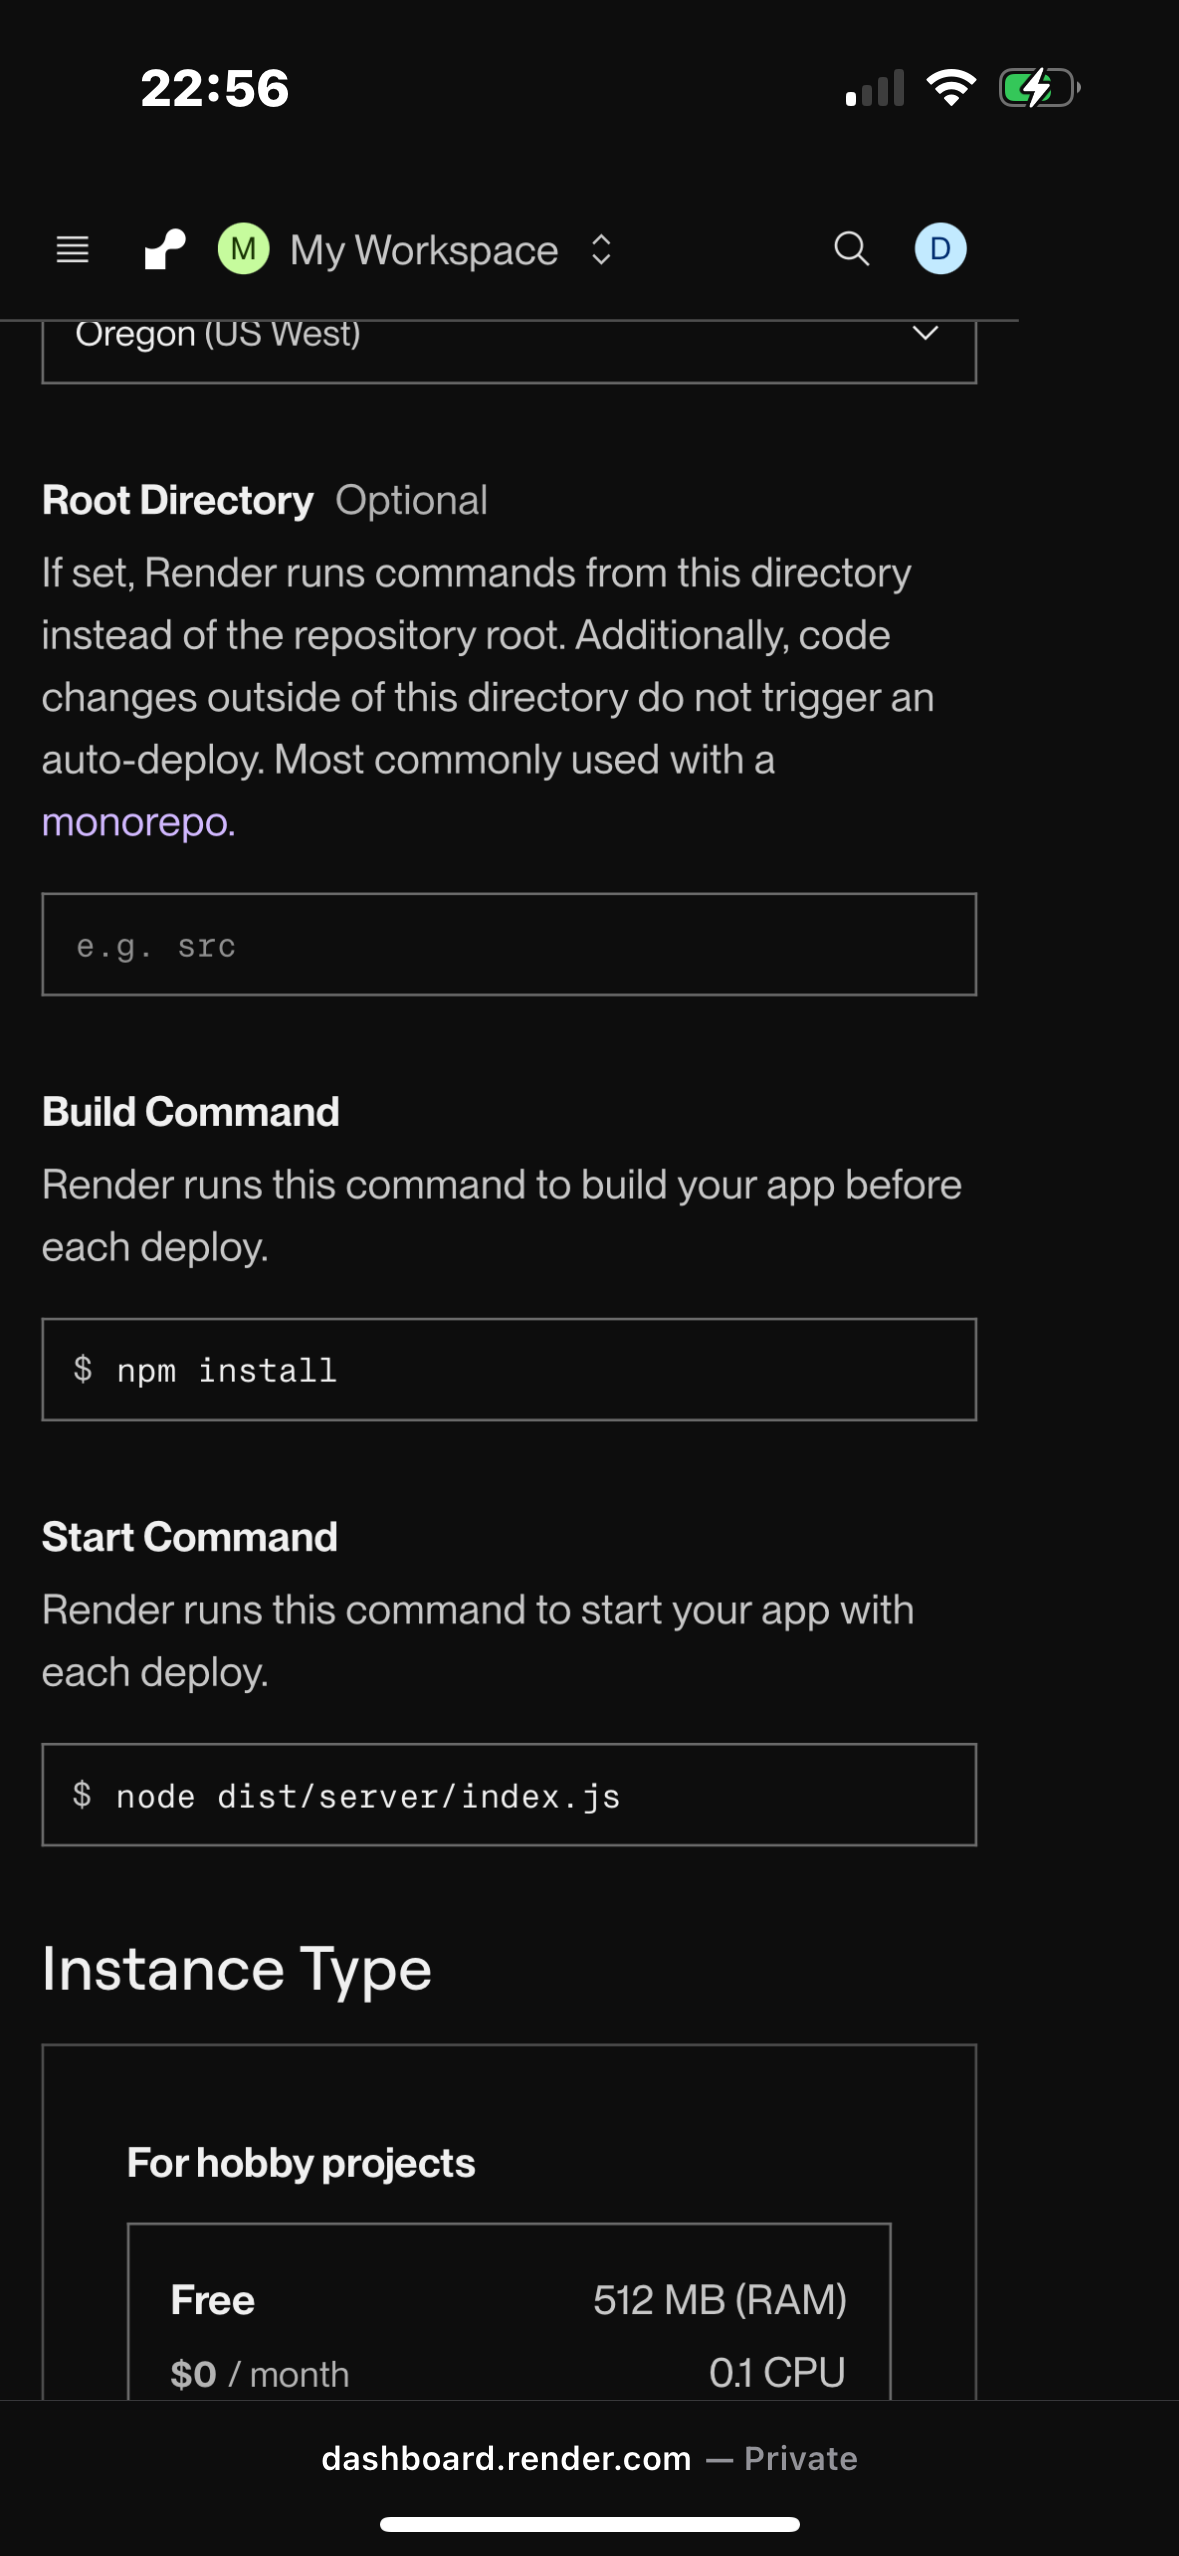 22:56
M My Workspace D
Oregon (US West)
Root Directory Optional
If set, Render runs commands from this directory
instead of the repository root. Additionally, code
changes outside of this directory do not trigger an
auto-deploy. Most commonly used with a
monorepo.
e.g. src
Build Command
Render runs this command to build your app before
each deploy.
$ npm install
Start Command
Render runs this command to start your app with
each deploy.
$ node dist/server/index.js
Instance Type
For hobby projects
Free 512 MB (RAM)
$0 / month 0.1 CPU
dashboard.render.com — Private